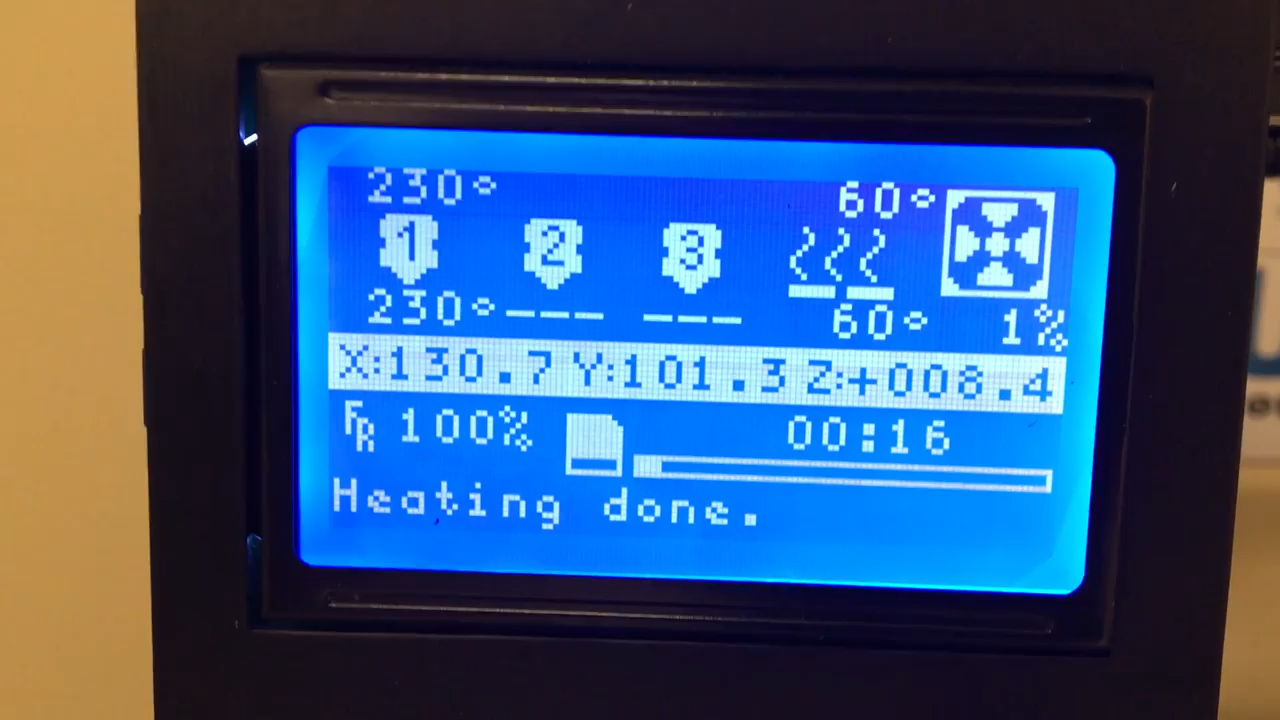 230° 60°
1 2 3
230° --- --- 60° 1%
X:130.7 Y:101.3 Z:+008.4
FR 100% 00:16
Heating done.